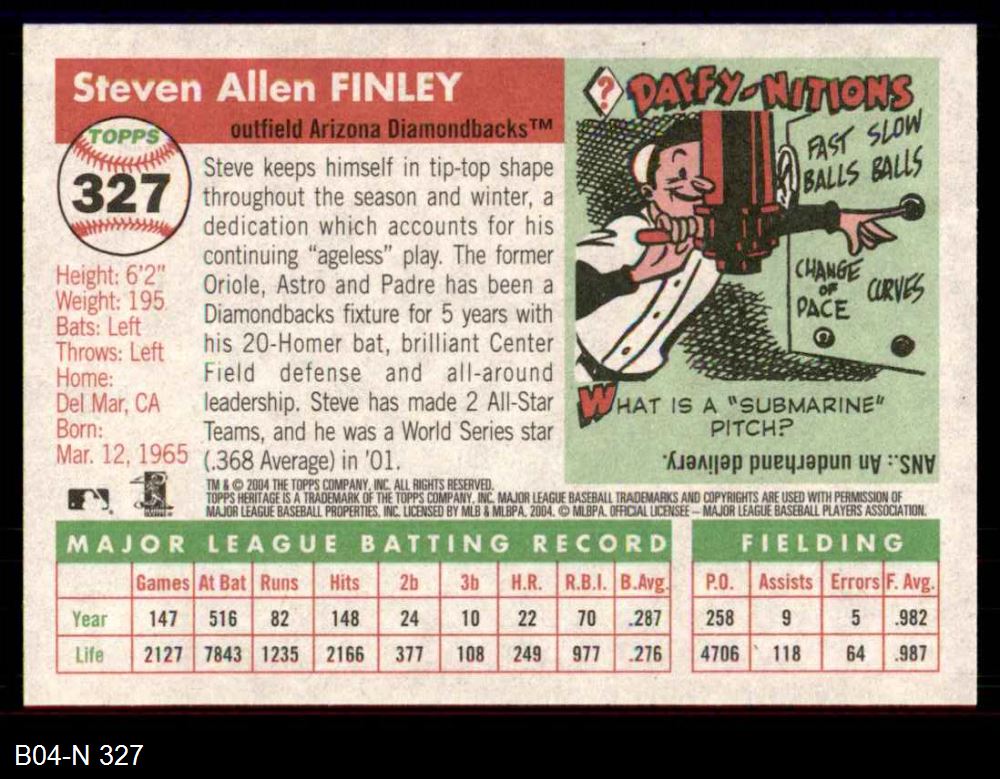 Steven Allen FINLEY
outfield Arizona Diamondbacks™
TOPPS
327
Height: 6'2"
Weight: 195
Bats: Left
Throws: Left
Home:
Del Mar, CA
Born:
Mar. 12, 1965
Steve keeps himself in tip-top shape
throughout the season and winter, a
dedication which accounts for his
continuing “ageless” play. The former
Oriole, Astro and Padre has been a
Diamondbacks fixture for 5 years with
his 20-Homer bat, brilliant Center
Field defense and all-around
leadership. Steve has made 2 All-Star
Teams, and he was a World Series star
(.368 Average) in '01.
?
DAFFY-NITIONS
FAST BALLS
SLOW BALLS
CHANGE OF PACE
CURVES
WHAT IS A "SUBMARINE"
PITCH?
ANS.: An underhand delivery.
TM & © 2004 THE TOPPS COMPANY, INC. ALL RIGHTS RESERVED.
TOPPS HERITAGE IS A TRADEMARK OF THE TOPPS COMPANY, INC. MAJOR LEAGUE BASEBALL TRADEMARKS AND COPYRIGHTS ARE USED WITH PERMISSION OF
MAJOR LEAGUE BASEBALL PROPERTIES, INC. LICENSED BY MLB & MLBPA, 2004. © MLBPA. OFFICIAL LICENSEE – MAJOR LEAGUE BASEBALL PLAYERS ASSOCIATION.
MAJOR LEAGUE BATTING RECORD
Games At Bat Runs Hits 2b 3b H.R. R.B.I. B.Avg.
Year 147 516 82 148 24 10 22 70 .287
Life 2127 7843 1235 2166 377 108 249 977 .276
FIELDING
P.O. Assists Errors F. Avg.
258 9 5 .982
4706 118 64 .987
B04-N 327